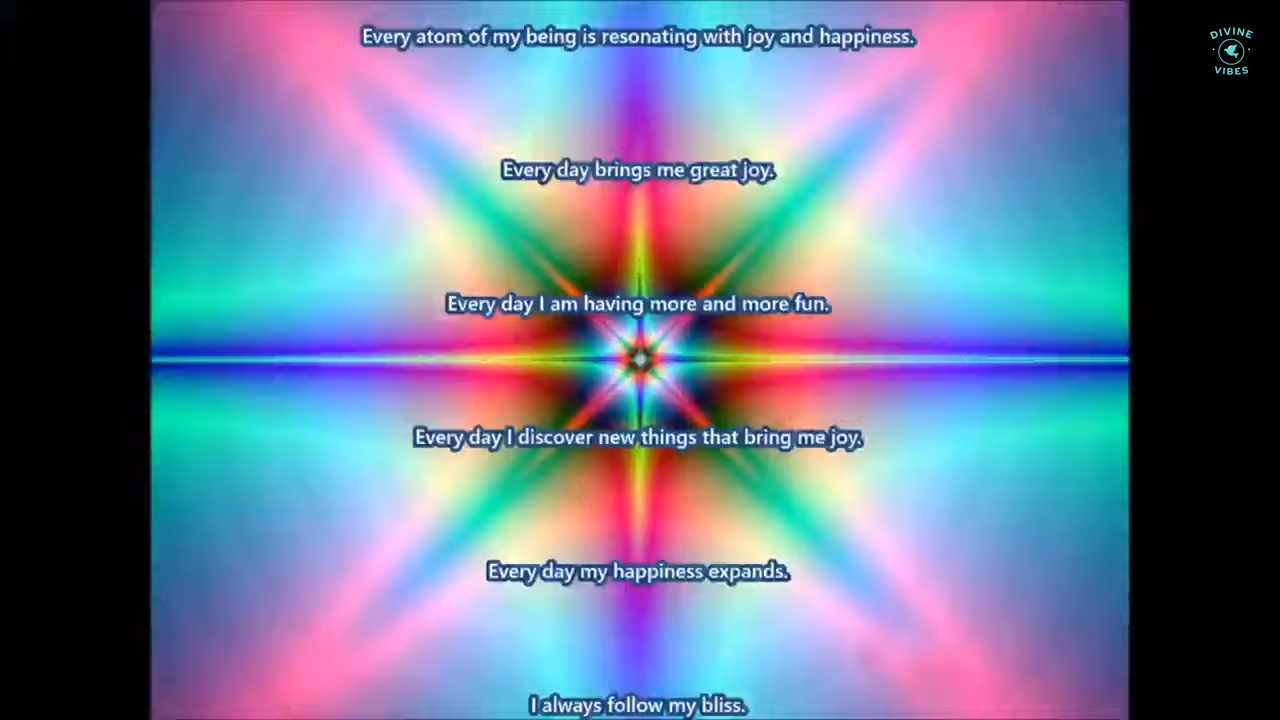 Every atom of my being is resonating with joy and happiness.
DIVINE
VIBES
Every day brings me great joy.
Every day I am having more and more fun.
Every day I discover new things that bring me joy.
Every day my happiness expands.
I always follow my bliss.